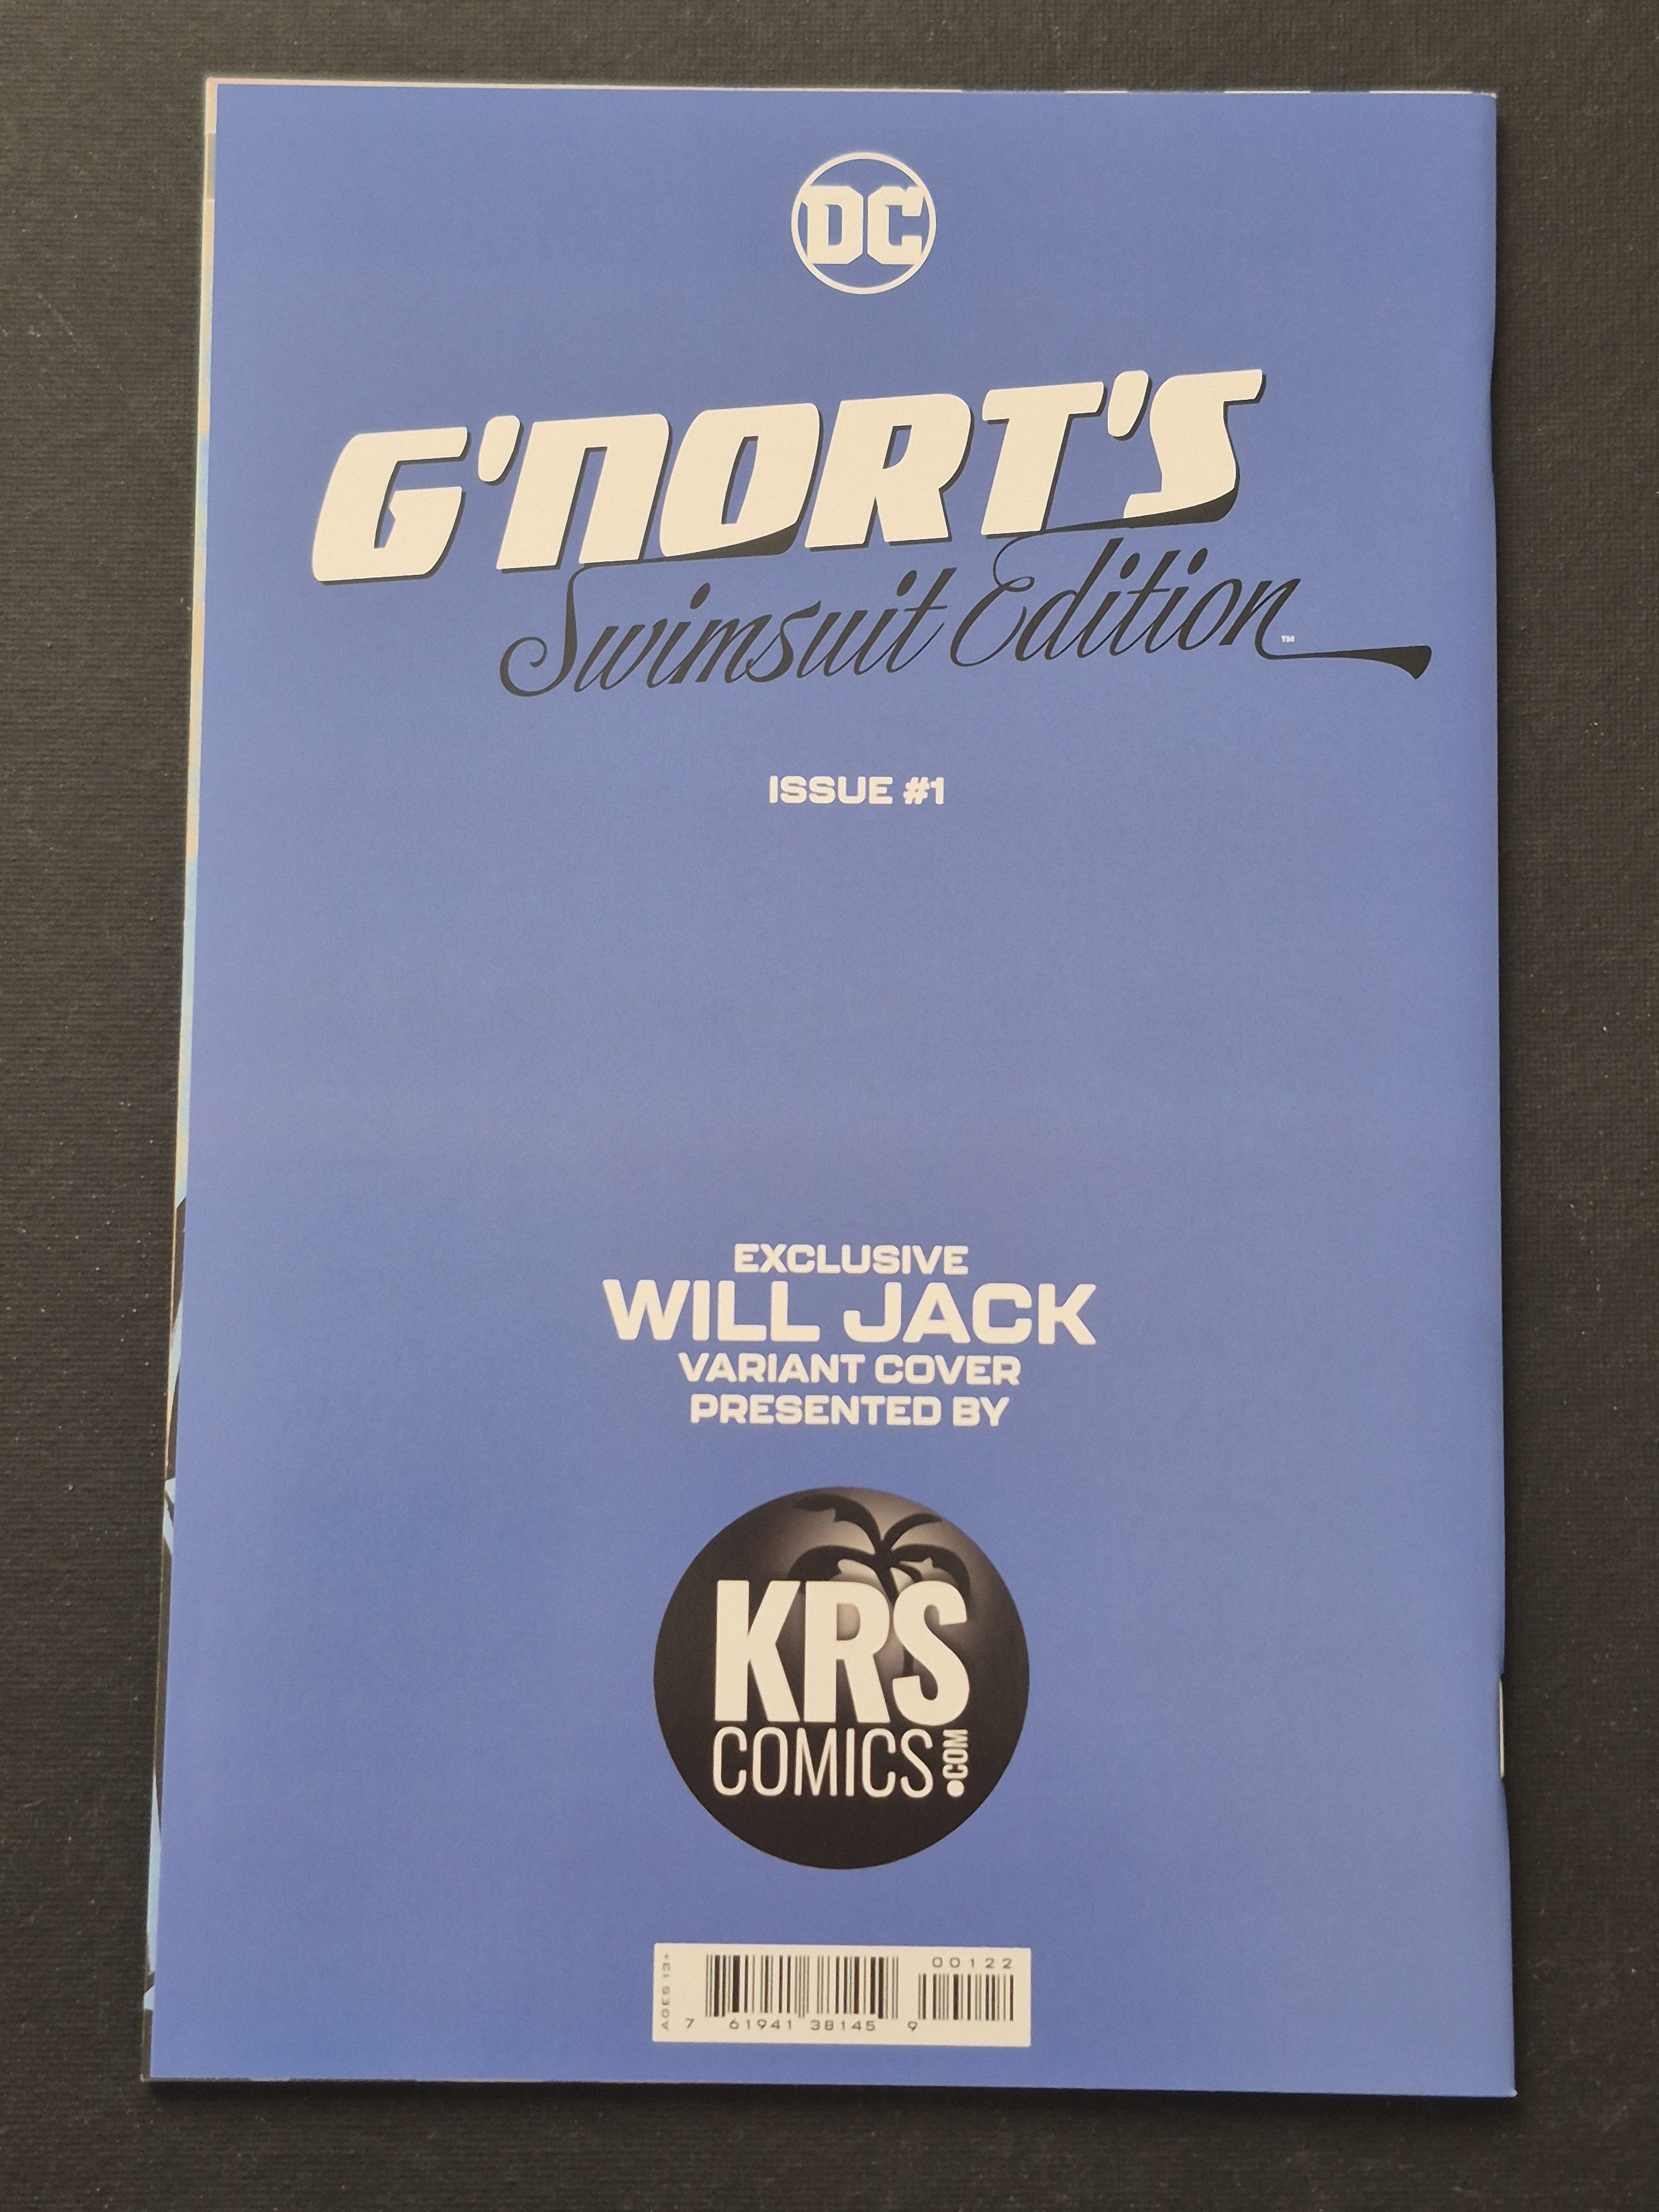 DC
G'NORT'S
Swimsuit Edition™
ISSUE #1
EXCLUSIVE
WILL JACK
VARIANT COVER
PRESENTED BY
KRS
COMICS
.COM
AGES 13+
00122
7 61941 38145 9